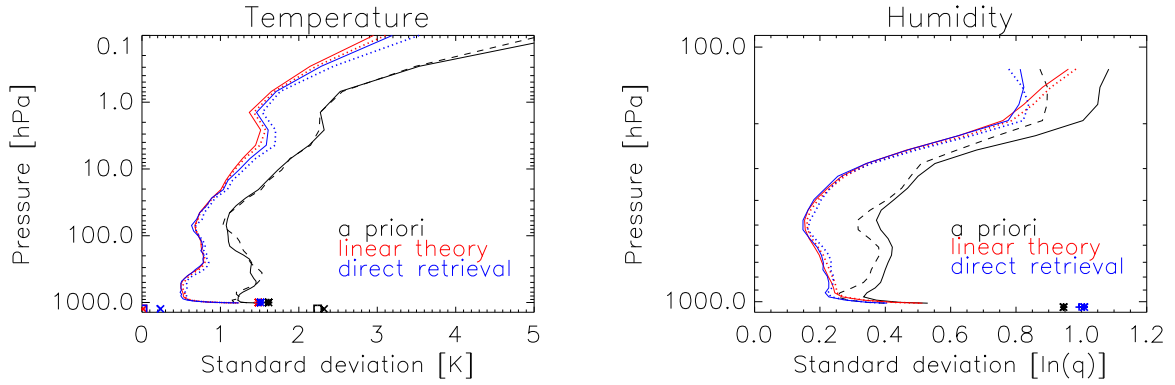 Temperature
0.1
1.0
10.0
100.0
1000.0
Pressure [hPa]
a priori
linear theory
direct retrieval
0 1 2 3 4 5
Standard deviation [K]
Humidity
100.0
1000.0
Pressure [hPa]
a priori
linear theory
direct retrieval
0.0 0.2 0.4 0.6 0.8 1.0 1.2
Standard deviation [ln(q)]